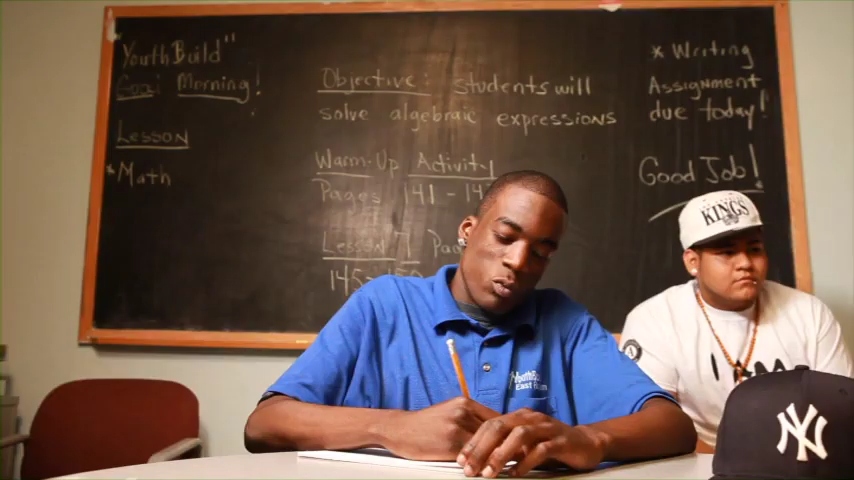 YouthBuild"
Good Morning!
Lesson
*Math
Objective: students will
solve algebraic expressions
Warm-Up Activity
Pages 141 -
Lesson 7
* Writing
Assignment
due today!
Good Job!
KINGS
NY